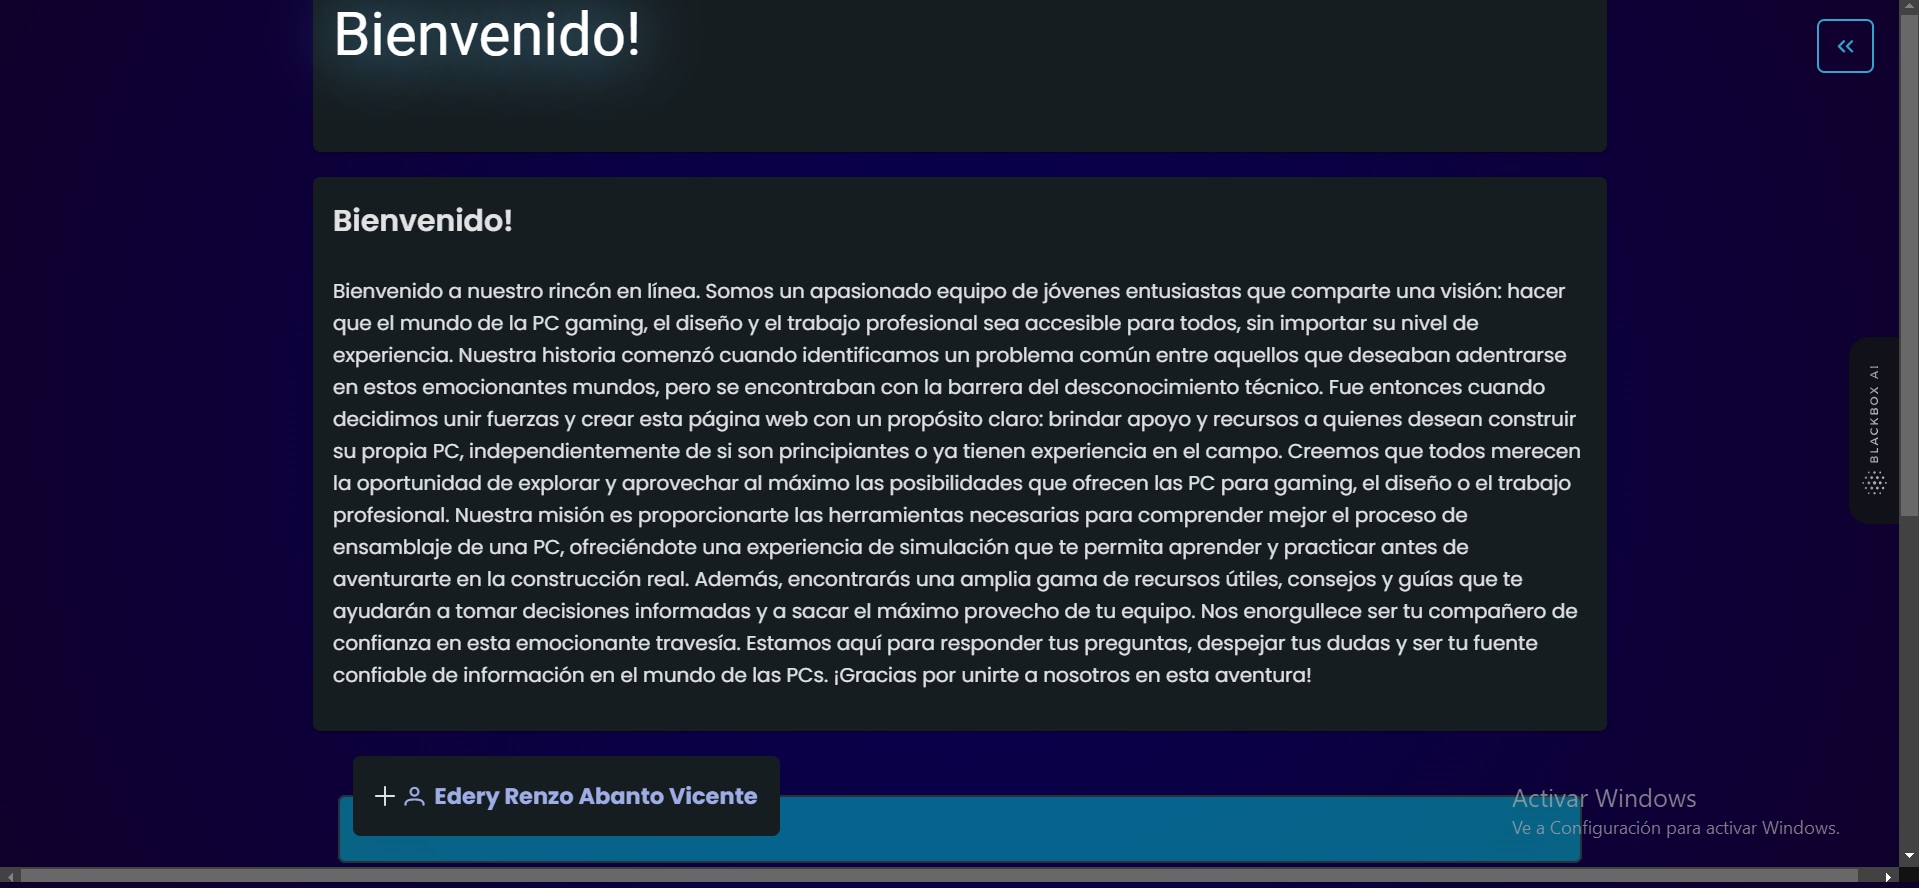 Bienvenido!
Bienvenido!
Bienvenido a nuestro rincón en línea. Somos un apasionado equipo de jóvenes entusiastas que comparte una visión: hacer
que el mundo de la PC gaming, el diseño y el trabajo profesional sea accesible para todos, sin importar su nivel de
experiencia. Nuestra historia comenzó cuando identificamos un problema común entre aquellos que deseaban adentrarse
en estos emocionantes mundos, pero se encontraban con la barrera del desconocimiento técnico. Fue entonces cuando
decidimos unir fuerzas y crear esta página web con un propósito claro: brindar apoyo y recursos a quienes desean construir
su propia PC, independientemente de si son principiantes o ya tienen experiencia en el campo. Creemos que todos merecen
la oportunidad de explorar y aprovechar al máximo las posibilidades que ofrecen las PC para gaming, el diseño o el trabajo
profesional. Nuestra misión es proporcionarte las herramientas necesarias para comprender mejor el proceso de
ensamblaje de una PC, ofreciéndote una experiencia de simulación que te permita aprender y practicar antes de
aventurarte en la construcción real. Además, encontrarás una amplia gama de recursos útiles, consejos y guías que te
ayudarán a tomar decisiones informadas y a sacar el máximo provecho de tu equipo. Nos enorgullece ser tu compañero de
confianza en esta emocionante travesía. Estamos aquí para responder tus preguntas, despejar tus dudas y ser tu fuente
confiable de información en el mundo de las PCs. ¡Gracias por unirte a nosotros en esta aventura!
BLACKBOX AI
Edery Renzo Abanto Vicente
Activar Windows
Ve a Configuración para activar Windows.